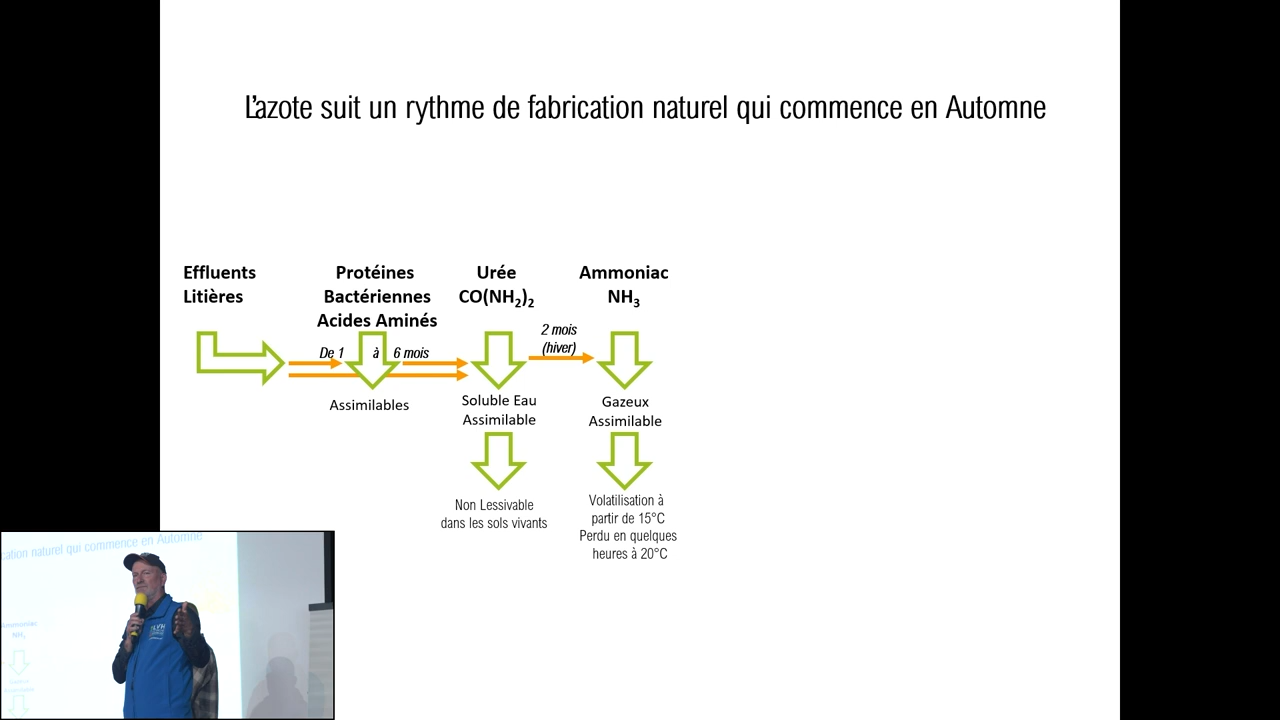 L'azote suit un rythme de fabrication naturel qui commence en Automne
Effluents
Litières
Protéines
Bactériennes
Acides Aminés
Urée
CO(NH₂)₂
Ammoniac
NH₃
De 1 à 6 mois
2 mois
(hiver)
Assimilables
Soluble Eau
Assimilable
Gazeux
Assimilable
Non Lessivable
dans les sols vivants
Volatilisation à
partir de 15°C
Perdu en quelques
heures à 20°C
cation naturel qui commence en Automne
Ammoniac
NH₃